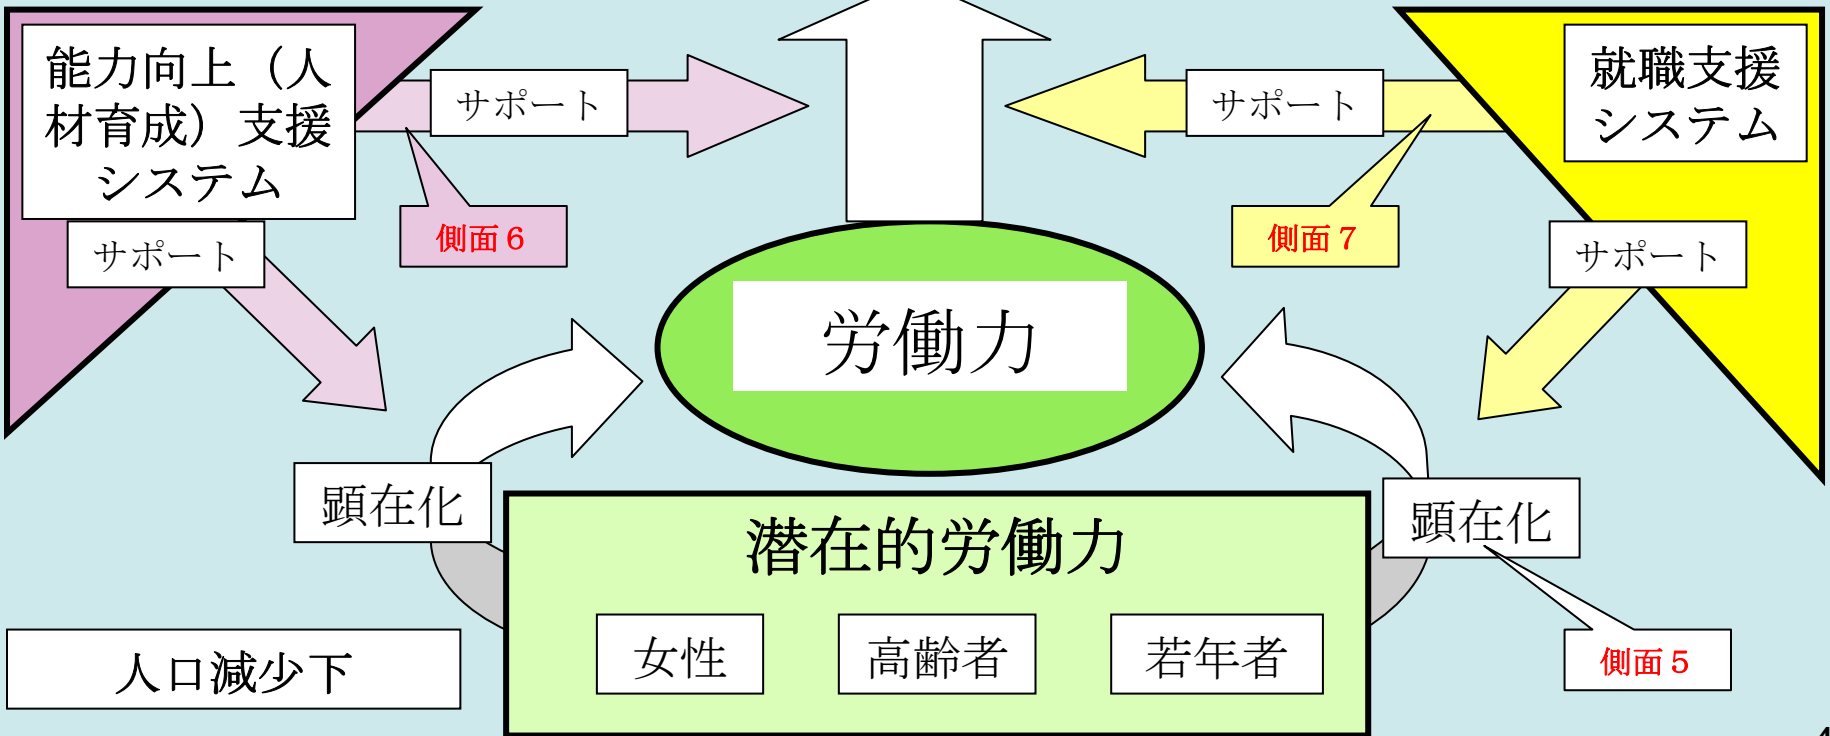 能力向上（人
材育成）支援
システム
サポート
サポート
就職支援
システム
側面６
側面７
サポート
サポート
労働力
顕在化
顕在化
潜在的労働力
女性
高齢者
若年者
側面５
人口減少下